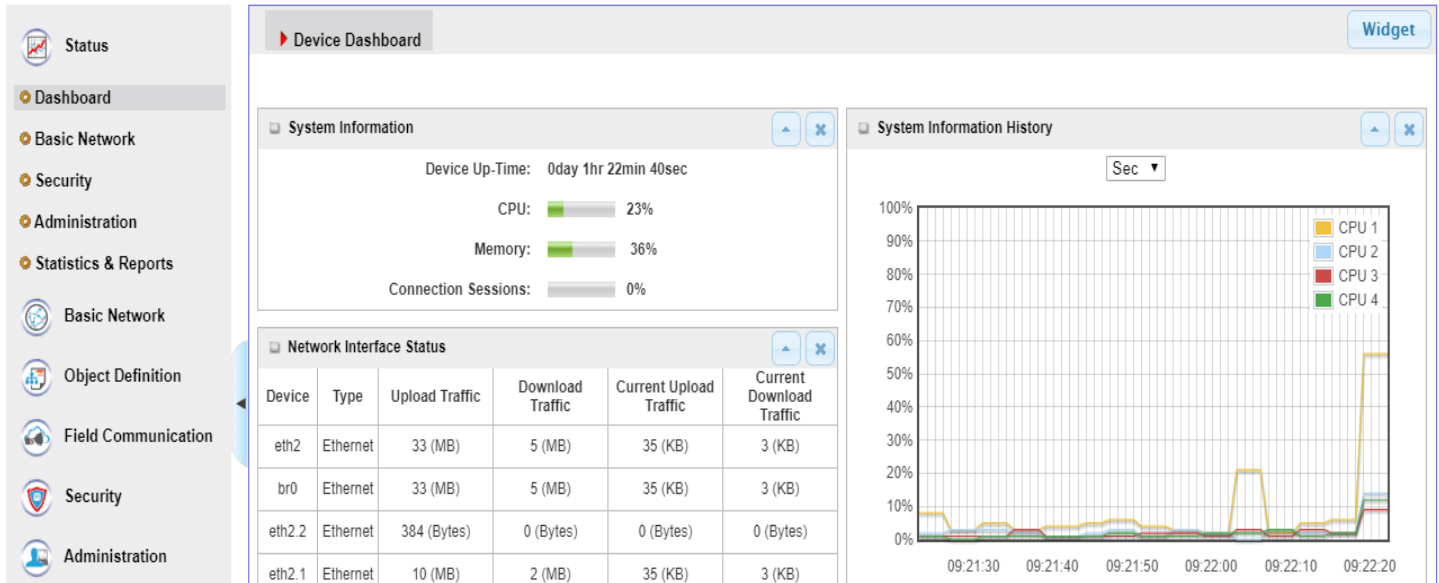 Status
Dashboard
Basic Network
Security
Administration
Statistics & Reports
Basic Network
Object Definition
Field Communication
Security
Administration
Device Dashboard
Widget
System Information
Device Up-Time: 0day 1hr 22min 40sec
CPU: 23%
Memory: 36%
Connection Sessions: 0%
Network Interface Status
Device Type Upload Traffic Download Traffic Current Upload Traffic Current Download Traffic
eth2 Ethernet 33 (MB) 5 (MB) 35 (KB) 3 (KB)
br0 Ethernet 33 (MB) 5 (MB) 35 (KB) 3 (KB)
eth2.2 Ethernet 384 (Bytes) 0 (Bytes) 0 (Bytes) 0 (Bytes)
eth2.1 Ethernet 10 (MB) 2 (MB) 35 (KB) 3 (KB)
System Information History
Sec
100%
90%
80%
70%
60%
50%
40%
30%
20%
10%
0%
CPU 1
CPU 2
CPU 3
CPU 4
09:21:30 09:21:40 09:21:50 09:22:00 09:22:10 09:22:20